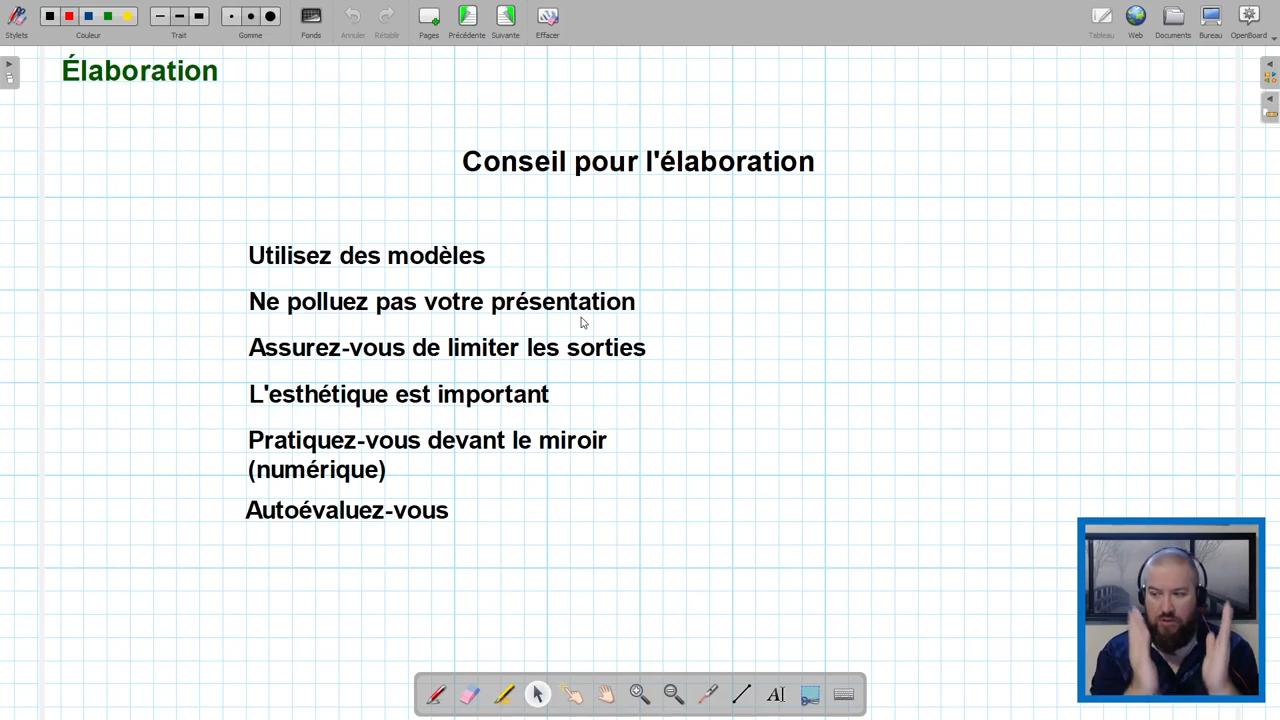 Stylets Couleur Trait Gomme Fonds Annuler Rétablir Pages Précédente Suivante Effacer Tableau Web Documents Bureau OpenBoard
Élaboration
Conseil pour l'élaboration
Utilisez des modèles
Ne polluez pas votre présentation
Assurez-vous de limiter les sorties
L'esthétique est important
Pratiquez-vous devant le miroir
(numérique)
Autoévaluez-vous
AI